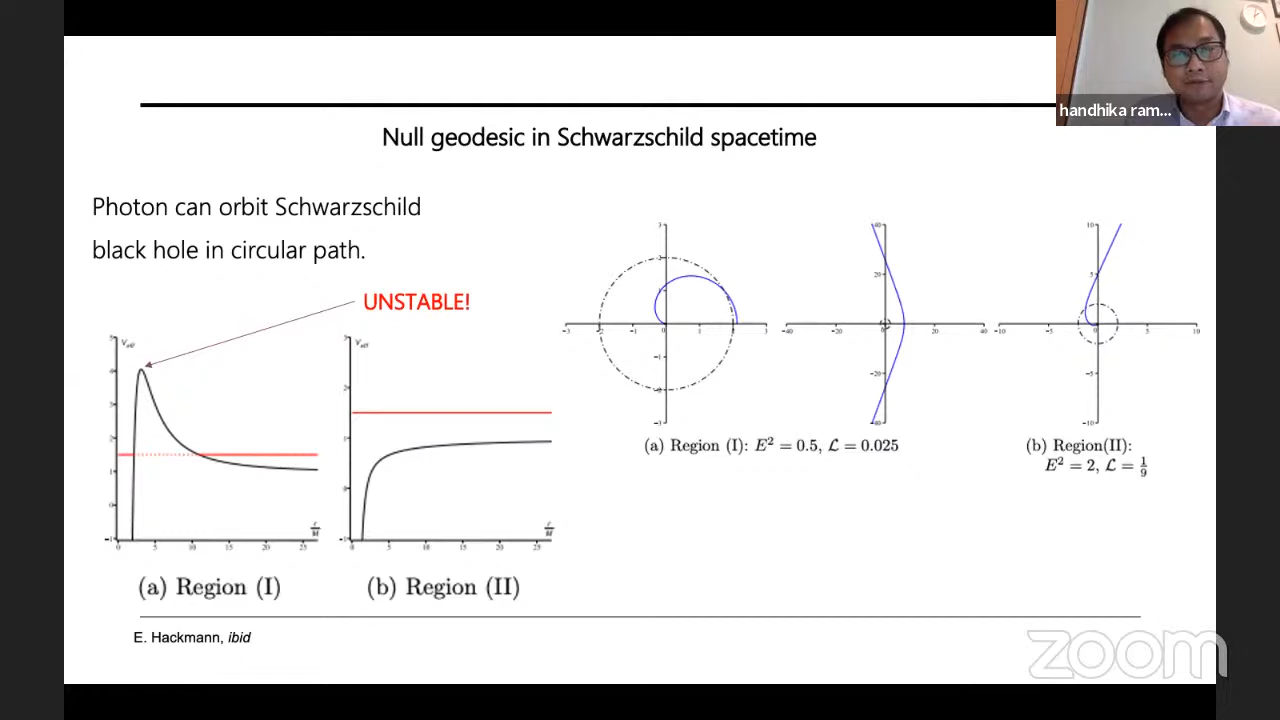 handhika ram...
Null geodesic in Schwarzschild spacetime
Photon can orbit Schwarzschild
black hole in circular path.
UNSTABLE!
(a) Region (I): E² = 0.5, ℒ = 0.025
(b) Region(II):
E² = 2, ℒ = 1/9
(a) Region (I)
(b) Region (II)
E. Hackmann, ibid
zoom